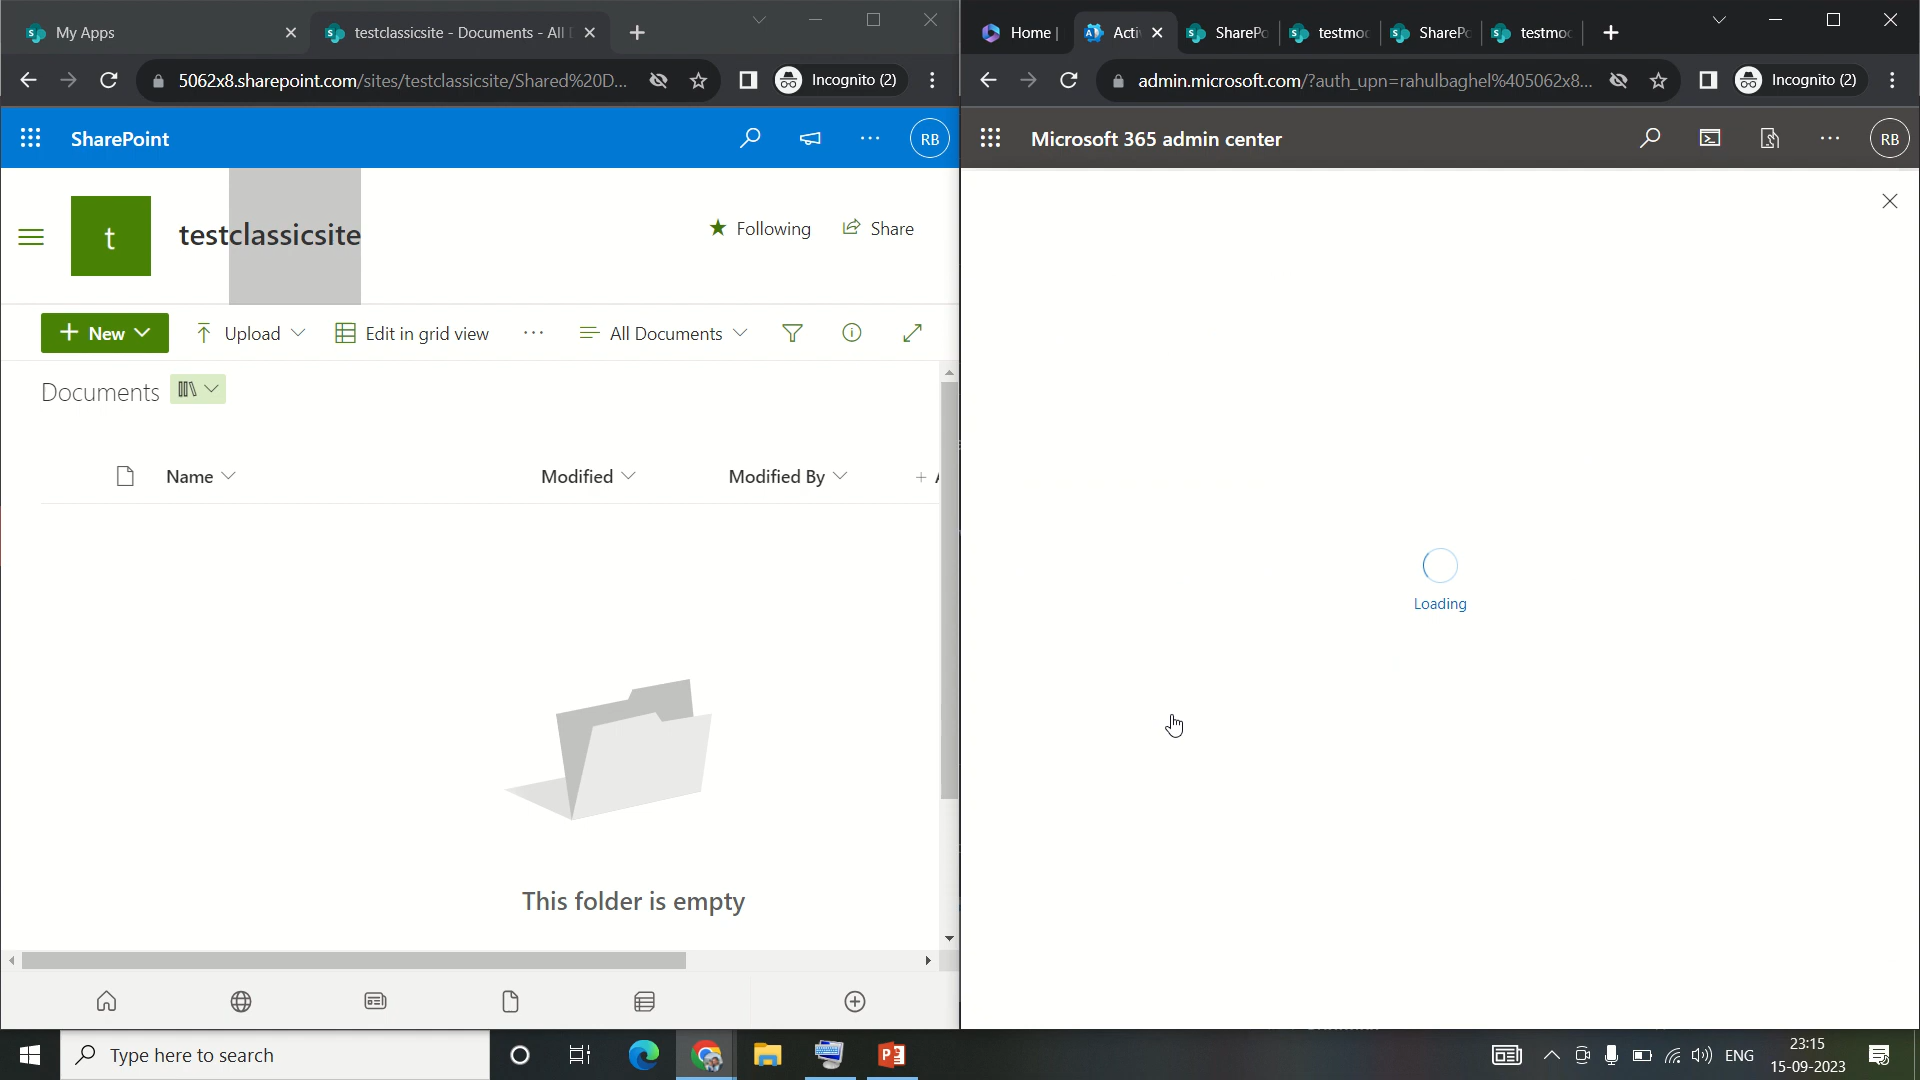 My Apps
testclassicsite - Documents - All
5062x8.sharepoint.com/sites/testclassicsite/Shared%20D...
Incognito (2)
SharePoint
RB
t
testclassicsite
Following
Share
New
Upload
Edit in grid view
All Documents
Documents
Name
Modified
Modified By
This folder is empty
Home |
Acti
SharePo
testmo
SharePo
testmo
admin.microsoft.com/?auth_upn=rahulbaghel%405062x8...
Incognito (2)
Microsoft 365 admin center
RB
Loading
Type here to search
ENG
23:15
15-09-2023